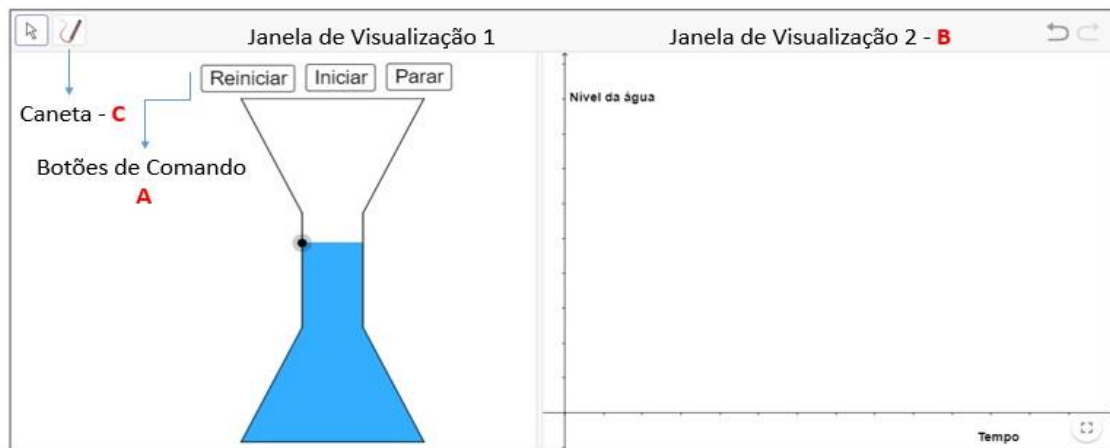 Janela de Visualização 1
Janela de Visualização 2 - B
Reiniciar
Iniciar
Parar
Caneta - C
Botões de Comando
A
Nível da água
Tempo